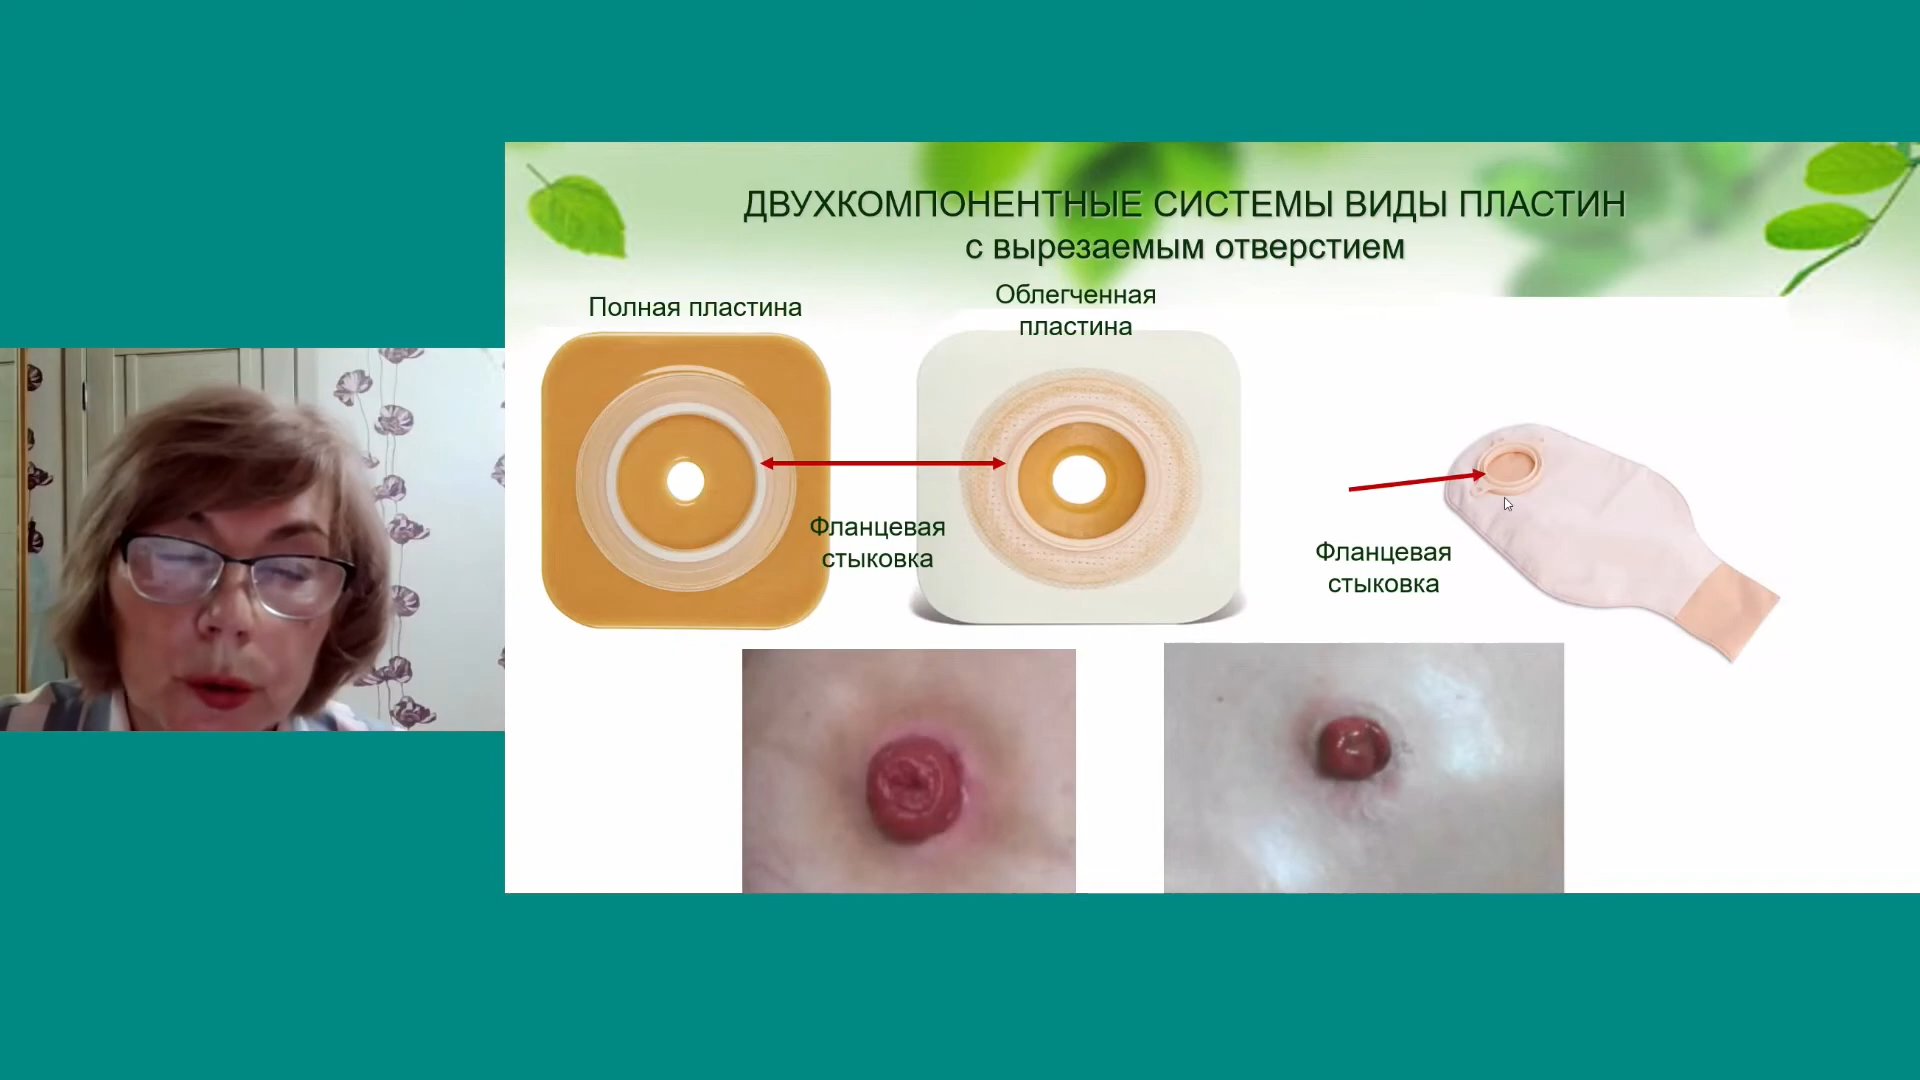 ДВУХКОМПОНЕНТНЫЕ СИСТЕМЫ ВИДЫ ПЛАСТИН
с вырезаемым отверстием
Полная пластина
Облегченная
пластина
Фланцевая
стыковка
Фланцевая
стыковка